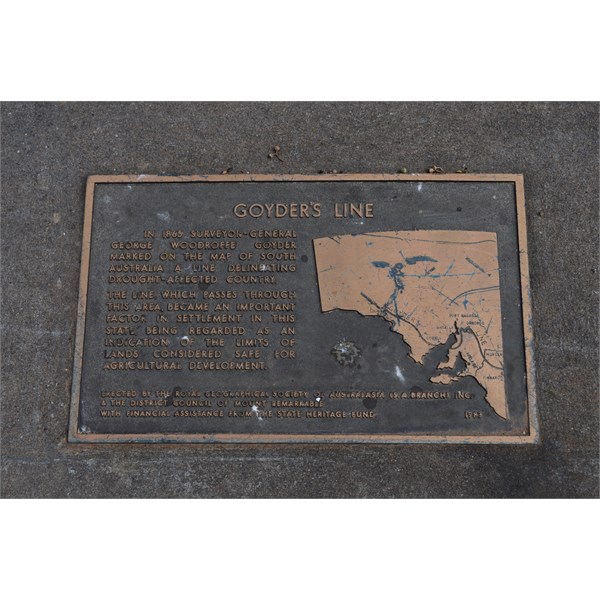 GOYDER'S LINE
IN 1865 SURVEYOR-GENERAL
GEORGE WOODROFFE GOYDER
MARKED ON THE MAP OF SOUTH
AUSTRALIA A LINE DELINEATING
DROUGHT-AFFECTED COUNTRY
THE LINE WHICH PASSES THROUGH
THIS AREA, BECAME AN IMPORTANT
FACTOR IN SETTLEMENT IN THIS
STATE BEING REGARDED AS AN
INDICATION OF THE LIMITS OF
LANDS CONSIDERED SAFE FOR
AGRICULTURAL DEVELOPMENT.
ERECTED BY THE ROYAL GEOGRAPHICAL SOCIETY OF AUSTRALASIA (S.A. BRANCH) INC.
& THE DISTRICT COUNCIL OF MOUNT REMARKABLE
WITH FINANCIAL ASSISTANCE FROM THE STATE HERITAGE FUND